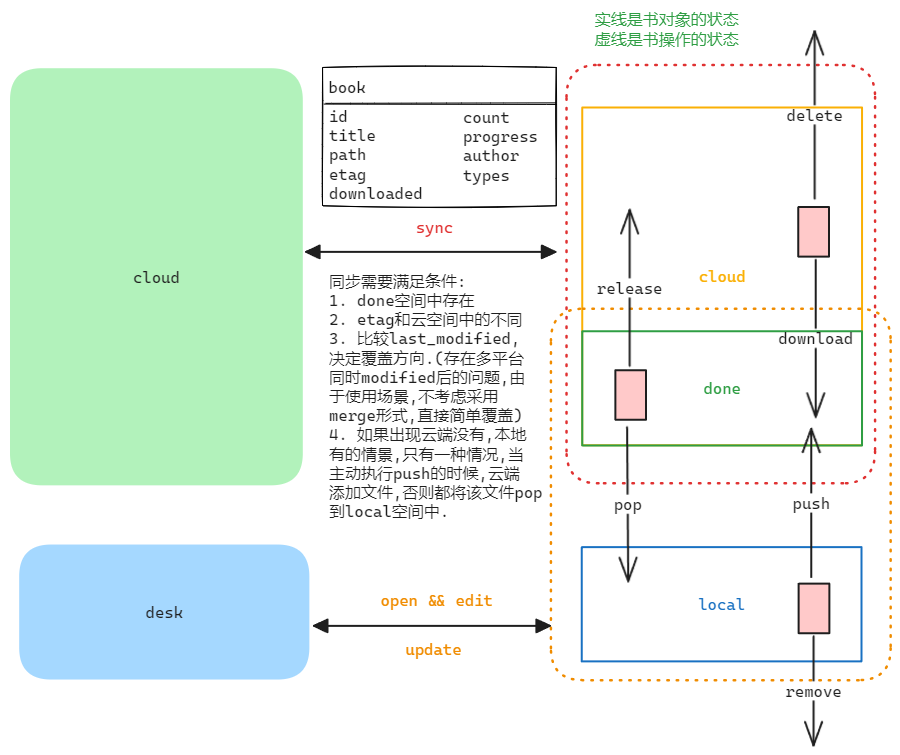 实线是书对象的状态
虚线是书操作的状态
book
id
title
path
etag
downloaded
count
progress
author
types
delete
sync
cloud
同步需要满足条件:
1. done空间中存在
2. etag和云空间中的不同
3. 比较last_modified,
决定覆盖方向.(存在多平台
同时modified后的问题,由
于使用场景,不考虑采用
merge形式,直接简单覆盖)
4. 如果出现云端没有,本地
有的情景,只有一种情况,当
主动执行push的时候,云端
添加文件,否则都将该文件pop
到local空间中.
cloud
release
download
done
pop
push
desk
open && edit
update
local
remove